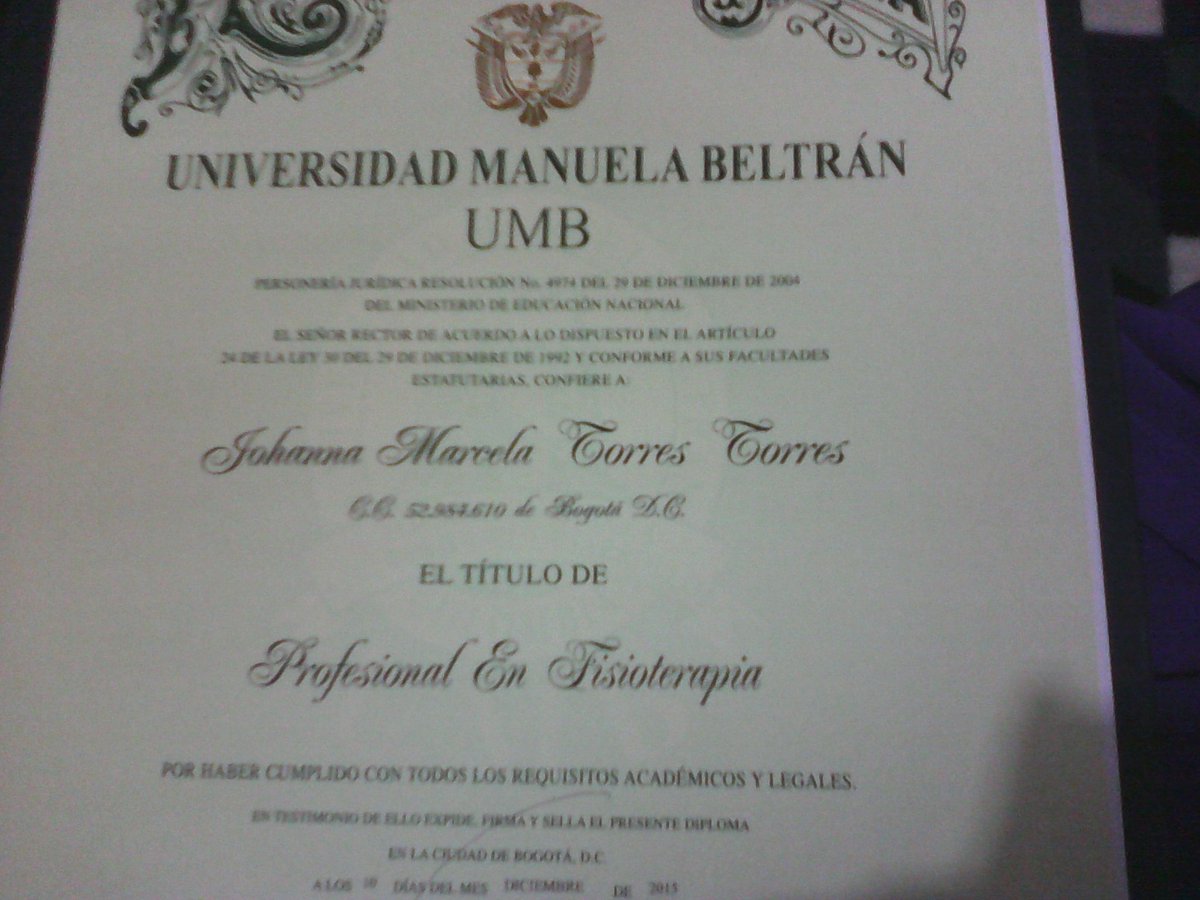 UNIVERSIDAD MANUELA BELTRÁN
UMB
PERSONERÍA JURÍDICA RESOLUCIÓN No. 4974 DEL 29 DE DICIEMBRE DE 2004
DEL MINISTERIO DE EDUCACIÓN NACIONAL
EL SEÑOR RECTOR DE ACUERDO A LO DISPUESTO EN EL ARTÍCULO
24 DE LA LEY 30 DEL 29 DE DICIEMBRE DE 1992 Y CONFORME A SUS FACULTADES
ESTATUTARIAS, CONFIERE A:
Johanna Marcela Torres Torres
C.C. 52.984.610 de Bogotá D.C.
EL TÍTULO DE
Profesional En Fisioterapia
POR HABER CUMPLIDO CON TODOS LOS REQUISITOS ACADÉMICOS Y LEGALES.
EN TESTIMONIO DE ELLO EXPIDE, FIRMA Y SELLA EL PRESENTE DIPLOMA
EN LA CIUDAD DE BOGOTÁ, D.C.
A LOS DÍAS DEL MES DICIEMBRE DE 2015